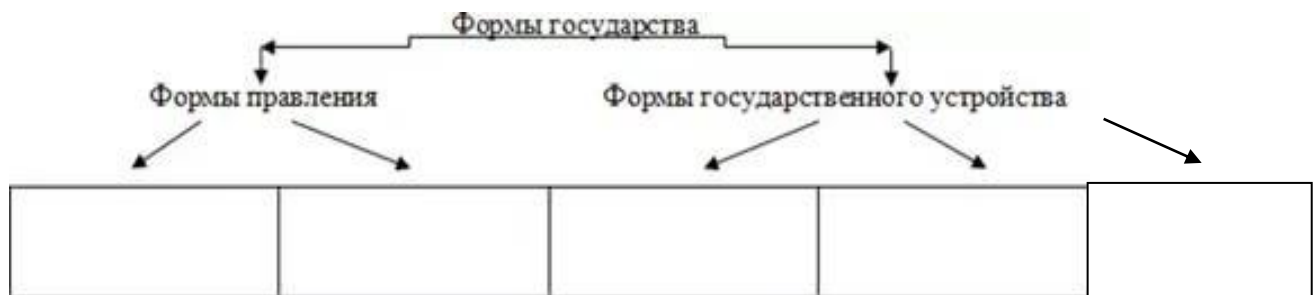 Формы государства
Формы правления
Формы государственного устройства